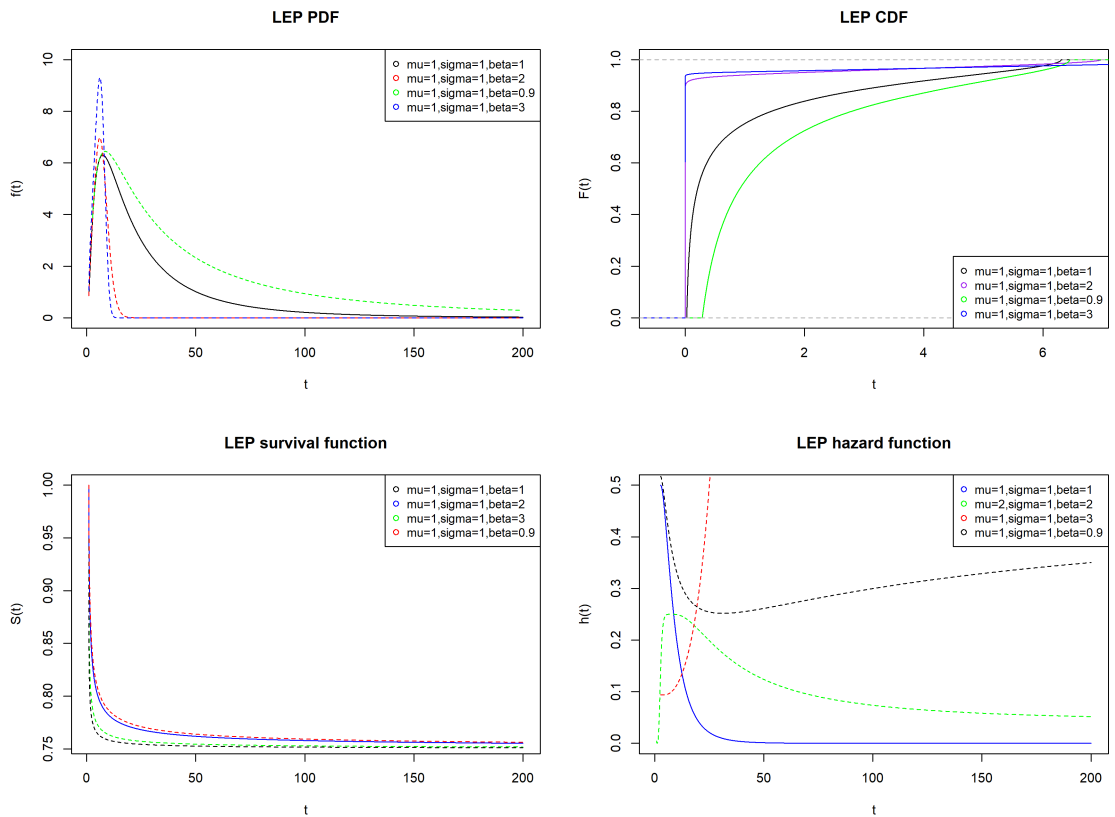 LEP PDF
f(t)
10
8
6
4
2
0
mu=1,sigma=1,beta=1
mu=1,sigma=1,beta=2
mu=1,sigma=1,beta=0.9
mu=1,sigma=1,beta=3
0 50 100 150 200
t
LEP CDF
F(t)
1.0
0.8
0.6
0.4
0.2
0.0
mu=1,sigma=1,beta=1
mu=1,sigma=1,beta=2
mu=1,sigma=1,beta=0.9
mu=1,sigma=1,beta=3
0 2 4 6
t
LEP survival function
S(t)
1.00
0.95
0.90
0.85
0.80
0.75
mu=1,sigma=1,beta=1
mu=1,sigma=1,beta=2
mu=1,sigma=1,beta=3
mu=1,sigma=1,beta=0.9
0 50 100 150 200
t
LEP hazard function
h(t)
0.5
0.4
0.3
0.2
0.1
0.0
mu=1,sigma=1,beta=1
mu=2,sigma=1,beta=2
mu=1,sigma=1,beta=3
mu=1,sigma=1,beta=0.9
0 50 100 150 200
t